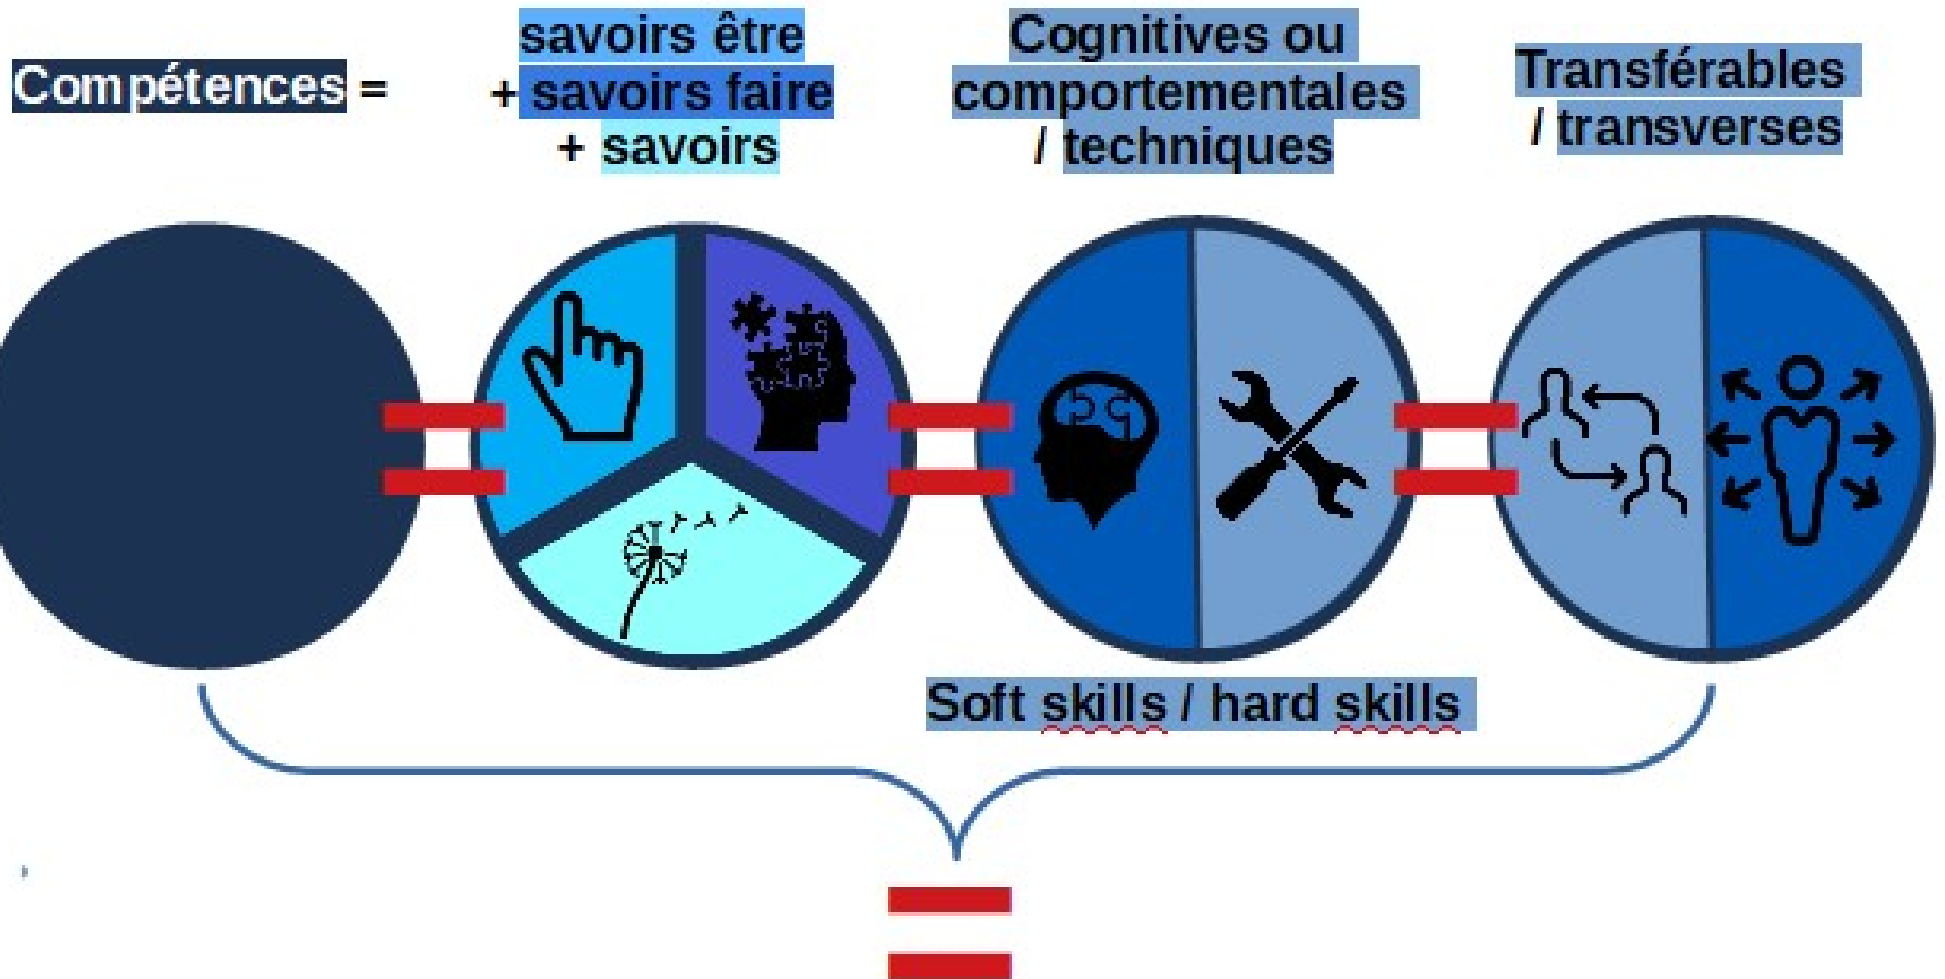 Compétences =
savoirs être
+ savoirs faire
+ savoirs
Cognitives ou
comportementales
/ techniques
Transférables
/ transverses
Soft skills / hard skills